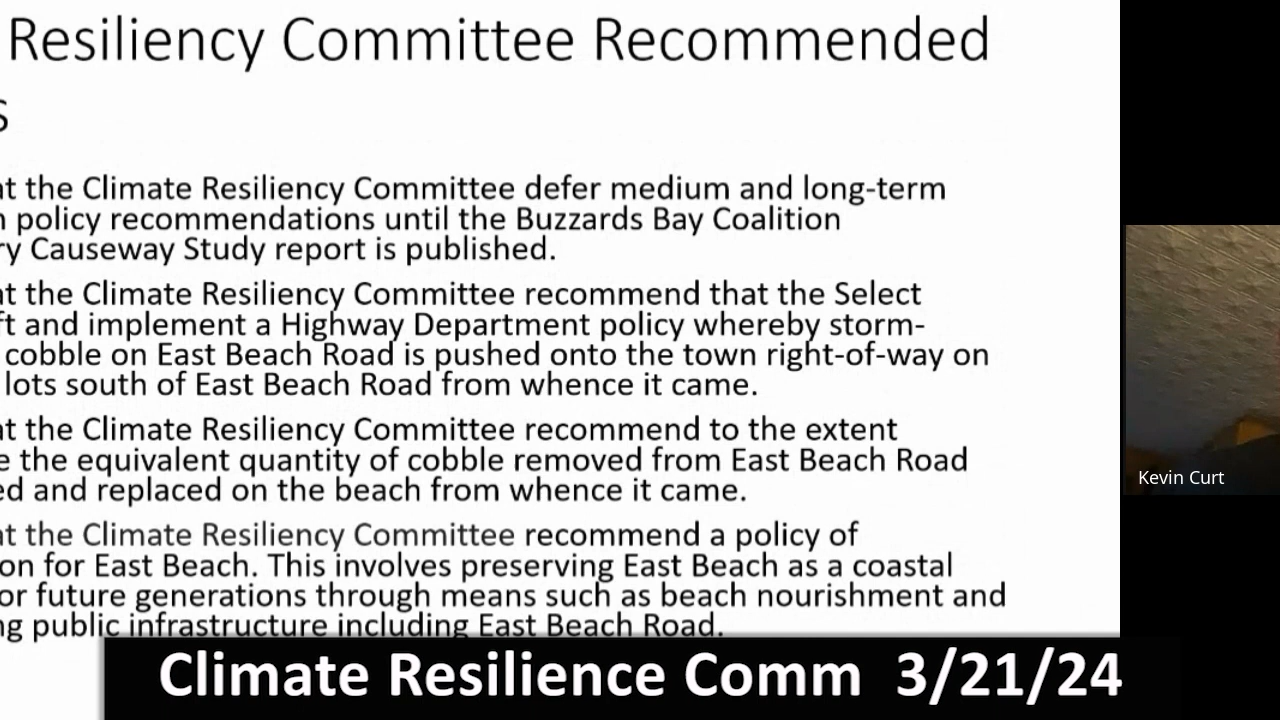 Resiliency Committee Recommended
s
at the Climate Resiliency Committee defer medium and long-term
n policy recommendations until the Buzzards Bay Coalition
ry Causeway Study report is published.
at the Climate Resiliency Committee recommend that the Select
ft and implement a Highway Department policy whereby storm-
cobble on East Beach Road is pushed onto the town right-of-way on
lots south of East Beach Road from whence it came.
at the Climate Resiliency Committee recommend to the extent
e the equivalent quantity of cobble removed from East Beach Road
ed and replaced on the beach from whence it came.
at the Climate Resiliency Committee recommend a policy of
on for East Beach. This involves preserving East Beach as a coastal
or future generations through means such as beach nourishment and
ng public infrastructure including East Beach Road.
Kevin Curt
Climate Resilience Comm 3/21/24